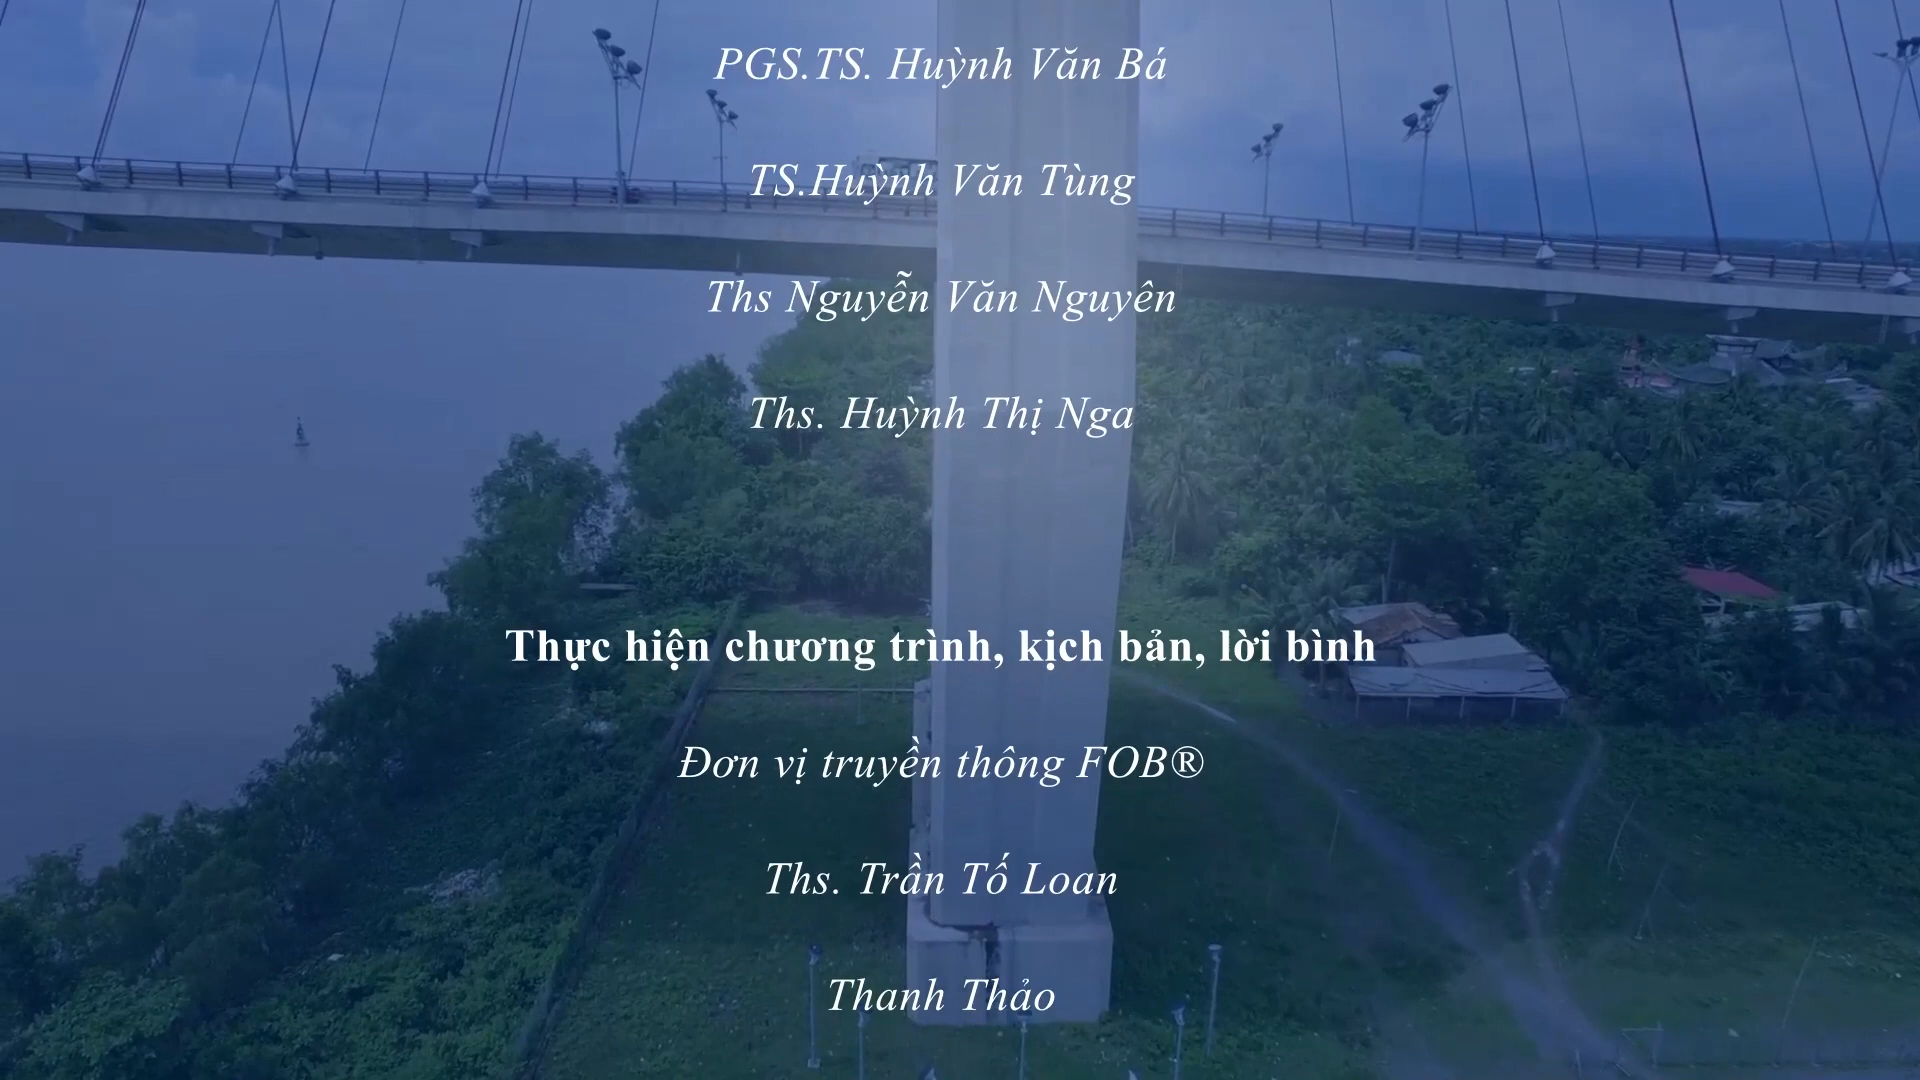 PGS.TS. Huỳnh Văn Bá
TS.Huỳnh Văn Tùng
Ths Nguyễn Văn Nguyên
Ths. Huỳnh Thị Nga
Thực hiện chương trình, kịch bản, lời bình
Đơn vị truyền thông FOB®
Ths. Trần Tố Loan
Thanh Thảo